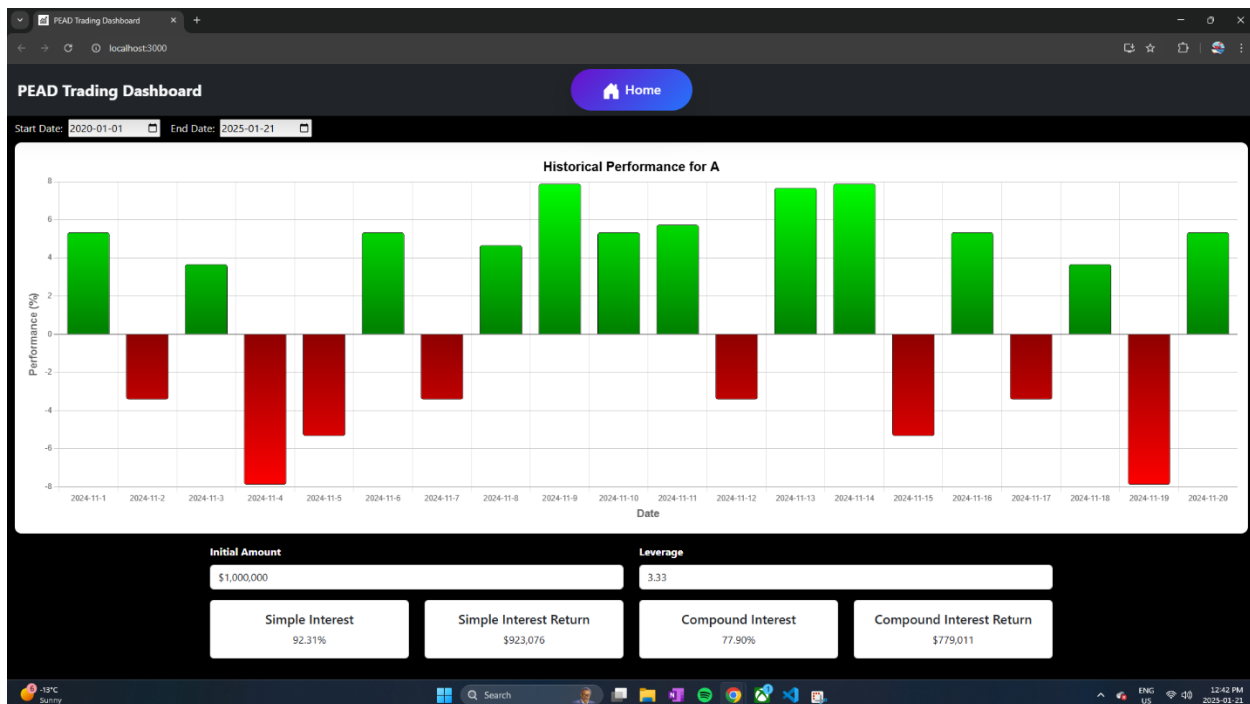 PEAD Trading Dashboard
localhost:3000
PEAD Trading Dashboard
Home
Start Date: 2020-01-01 End Date: 2025-01-21
Historical Performance for A
Performance (%)
8
6
4
2
0
-2
-4
-6
-8
2024-11-1 2024-11-2 2024-11-3 2024-11-4 2024-11-5 2024-11-6 2024-11-7 2024-11-8 2024-11-9 2024-11-10 2024-11-11 2024-11-12 2024-11-13 2024-11-14 2024-11-15 2024-11-16 2024-11-17 2024-11-18 2024-11-19 2024-11-20
Date
Initial Amount Leverage
$1,000,000 3.33
Simple Interest Simple Interest Return Compound Interest Compound Interest Return
92.31% $923,076 77.90% $779,011
-13°C
Sunny
Search
ENG
US
12:42 PM
2025-01-21